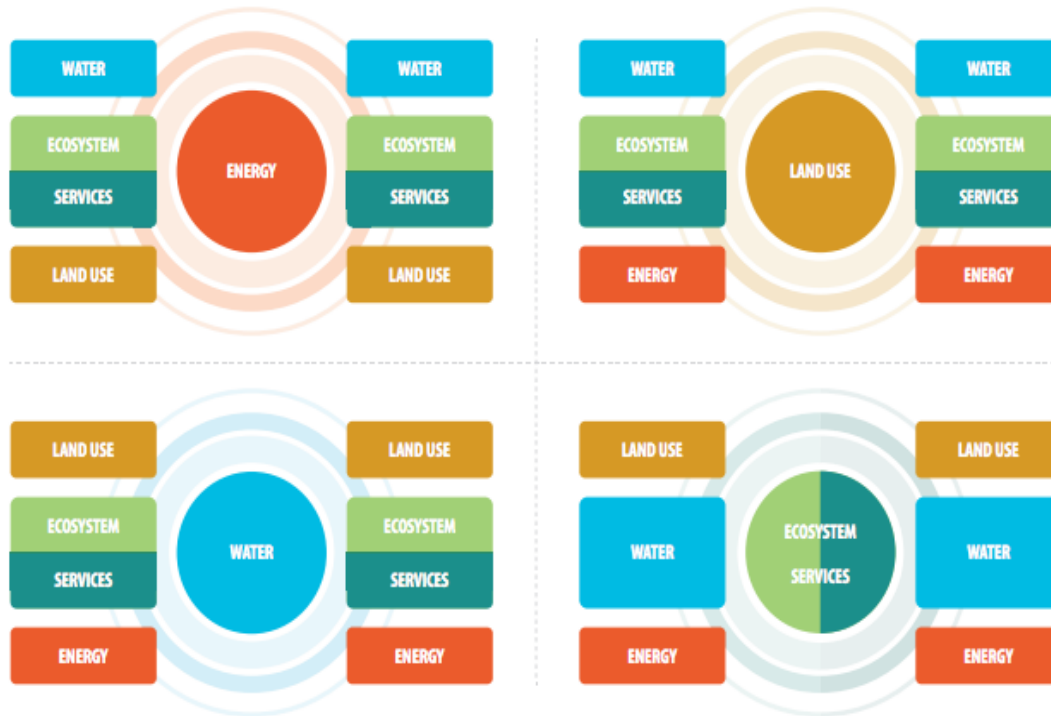 WATER
WATER
ECOSYSTEM
SERVICES
ENERGY
ECOSYSTEM
SERVICES
LAND USE
LAND USE
WATER
WATER
ECOSYSTEM
SERVICES
LAND USE
ECOSYSTEM
SERVICES
ENERGY
ENERGY
LAND USE
LAND USE
ECOSYSTEM
SERVICES
WATER
ECOSYSTEM
SERVICES
ENERGY
ENERGY
LAND USE
LAND USE
WATER
ECOSYSTEM
SERVICES
WATER
ENERGY
ENERGY